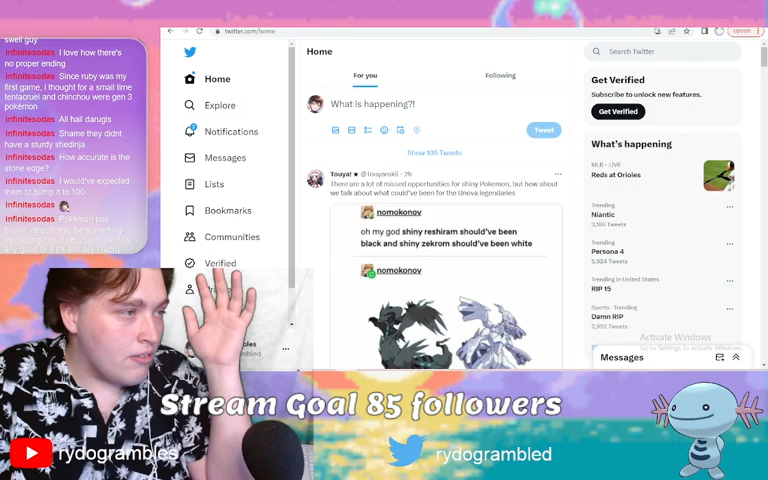 swell guy
Infinitesodas I love how there's
no proper ending
Infinitesodas Since ruby was my
first game, I thought for a small time
tentacruel and chinchou were gen 3
pokemon
Infinitesodas All hail darugis
Infinitesodas Shame they didnt
have a sturdy shedinja
Infinitesodas How accurate is the
stone edge?
Infinitesodas I would've expected
them to bump it to 100
Infinitesodas
Infinitesodas Pokemon poo
twitter.com/home
Update
Home
Explore
Notifications
Messages
Lists
Bookmarks
Communities
Verified
Home
For you
Following
What is happening?!
Tweet
Show 105 Tweets
Touya! ★ @Touyarokii · 2h
There are a lot of missed opportunities for shiny Pokemon, but how about
we talk about what could've been for the Unova legendaries
nomokonov
oh my god shiny reshiram should've been
black and shiny zekrom should've been white
nomokonov
Search Twitter
Get Verified
Subscribe to unlock new features.
Get Verified
What's happening
MLB · LIVE
Reds at Orioles
Trending
Niantic
Trending
Persona 4
5,924 Tweets
Trending in United States
RIP 15
Sports · Trending
Damn RIP
2,992 Tweets
Activate Windows
Go to Settings to activate Windows.
Messages
Stream Goal 85 followers
rydogrambles
rydogrambled